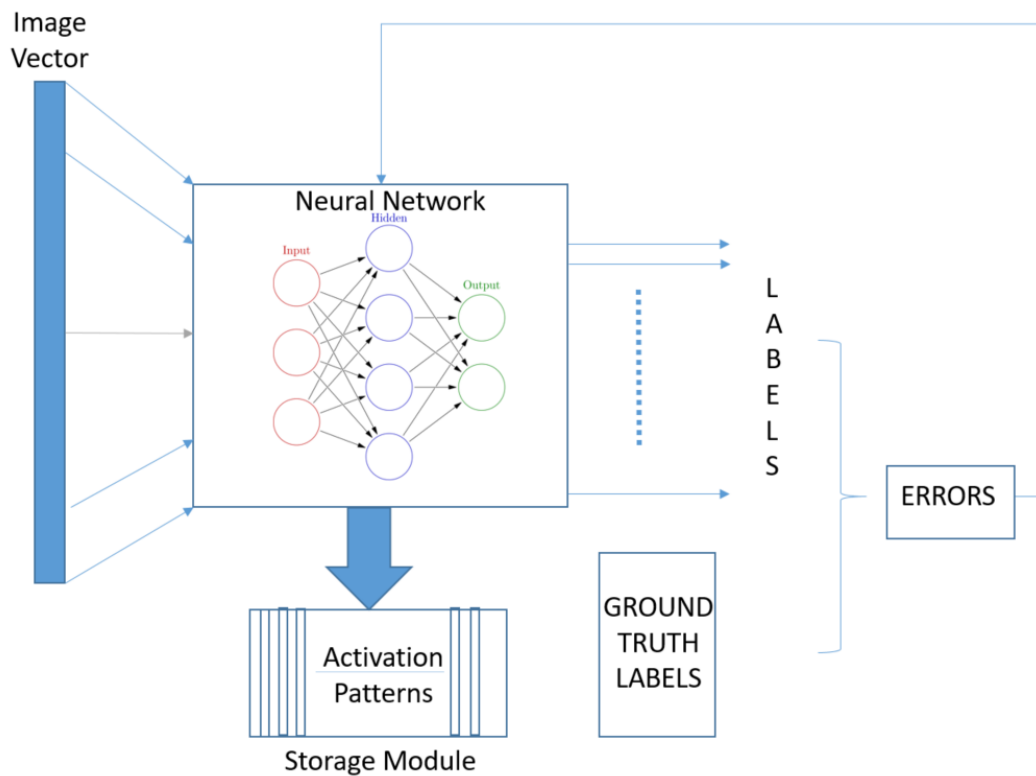 Image
Vector
Neural Network
Hidden
Input
Output
L
A
B
E
L
S
ERRORS
GROUND
TRUTH
LABELS
Activation
Patterns
Storage Module